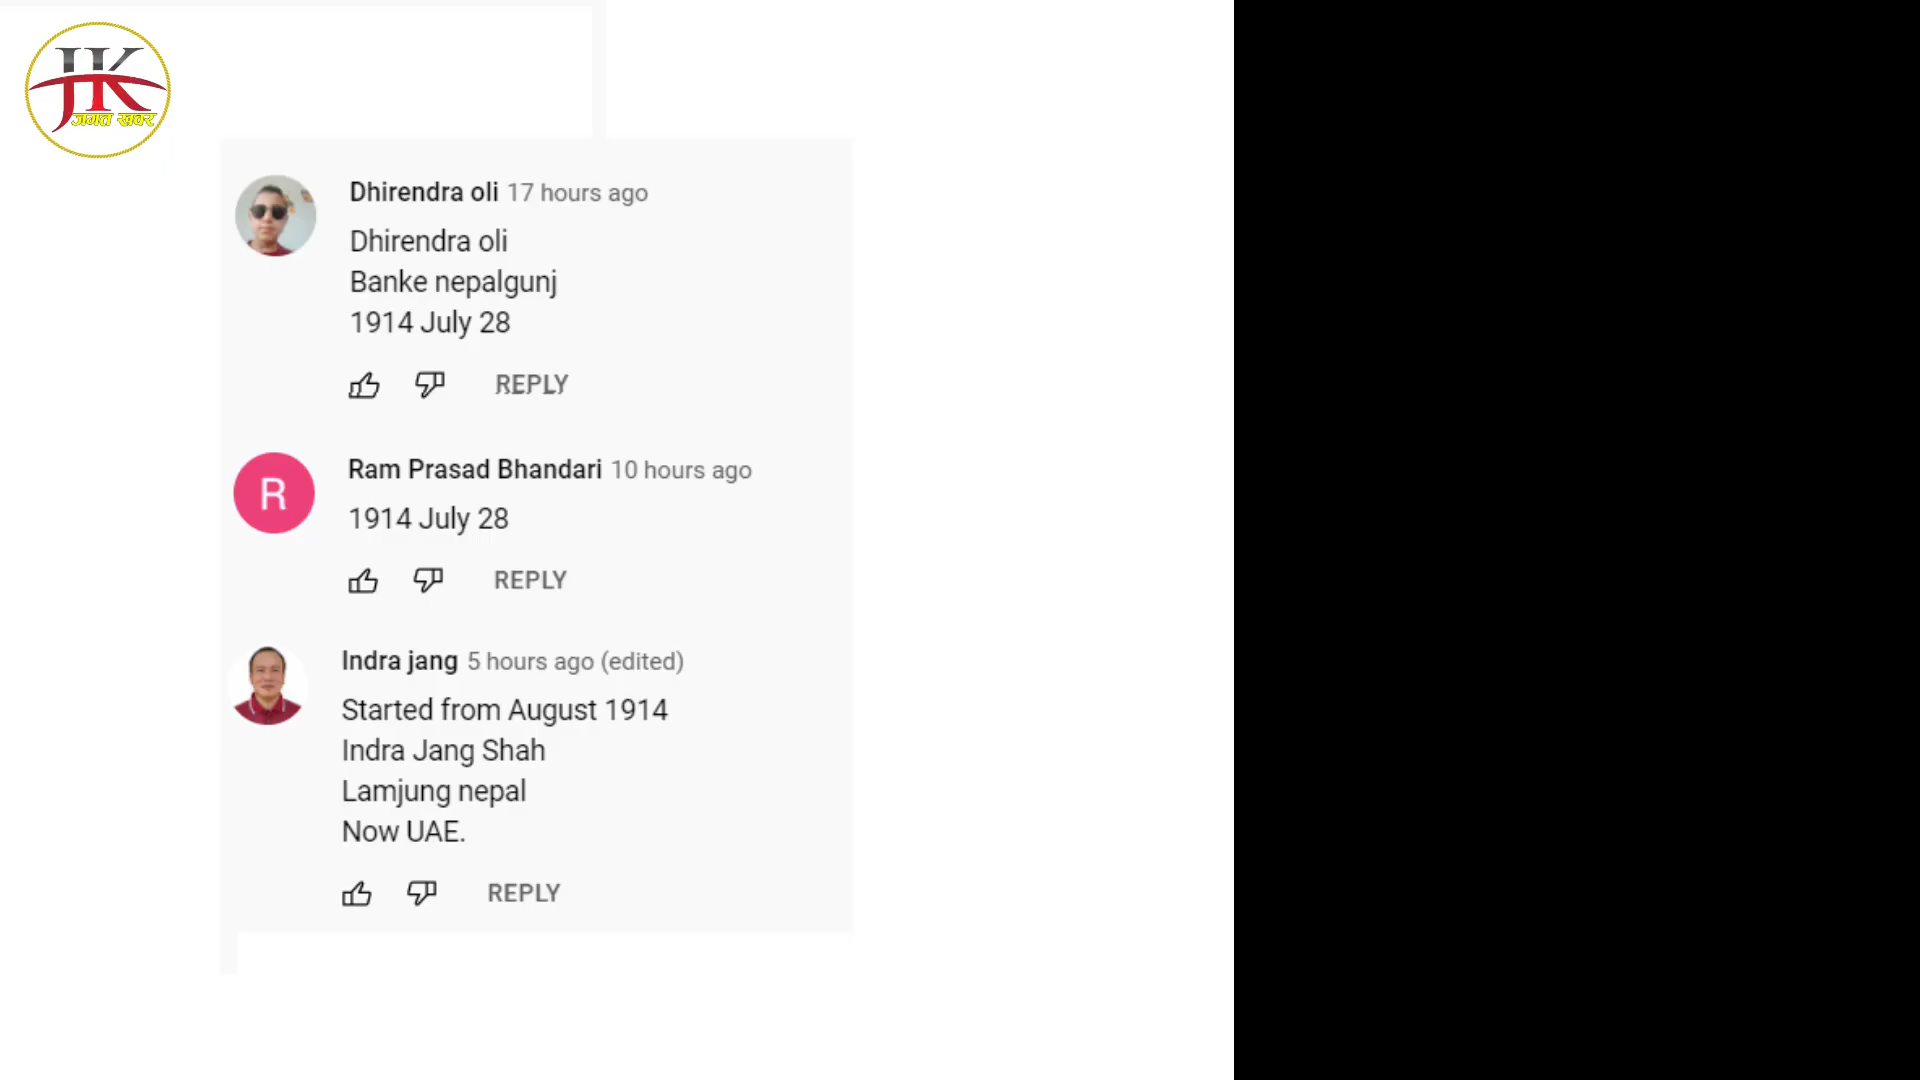 JK
जगत खबर
Dhirendra oli 17 hours ago
Dhirendra oli
Banke nepalgunj
1914 July 28
REPLY
R
Ram Prasad Bhandari 10 hours ago
1914 July 28
REPLY
Indra jang 5 hours ago (edited)
Started from August 1914
Indra Jang Shah
Lamjung nepal
Now UAE.
REPLY